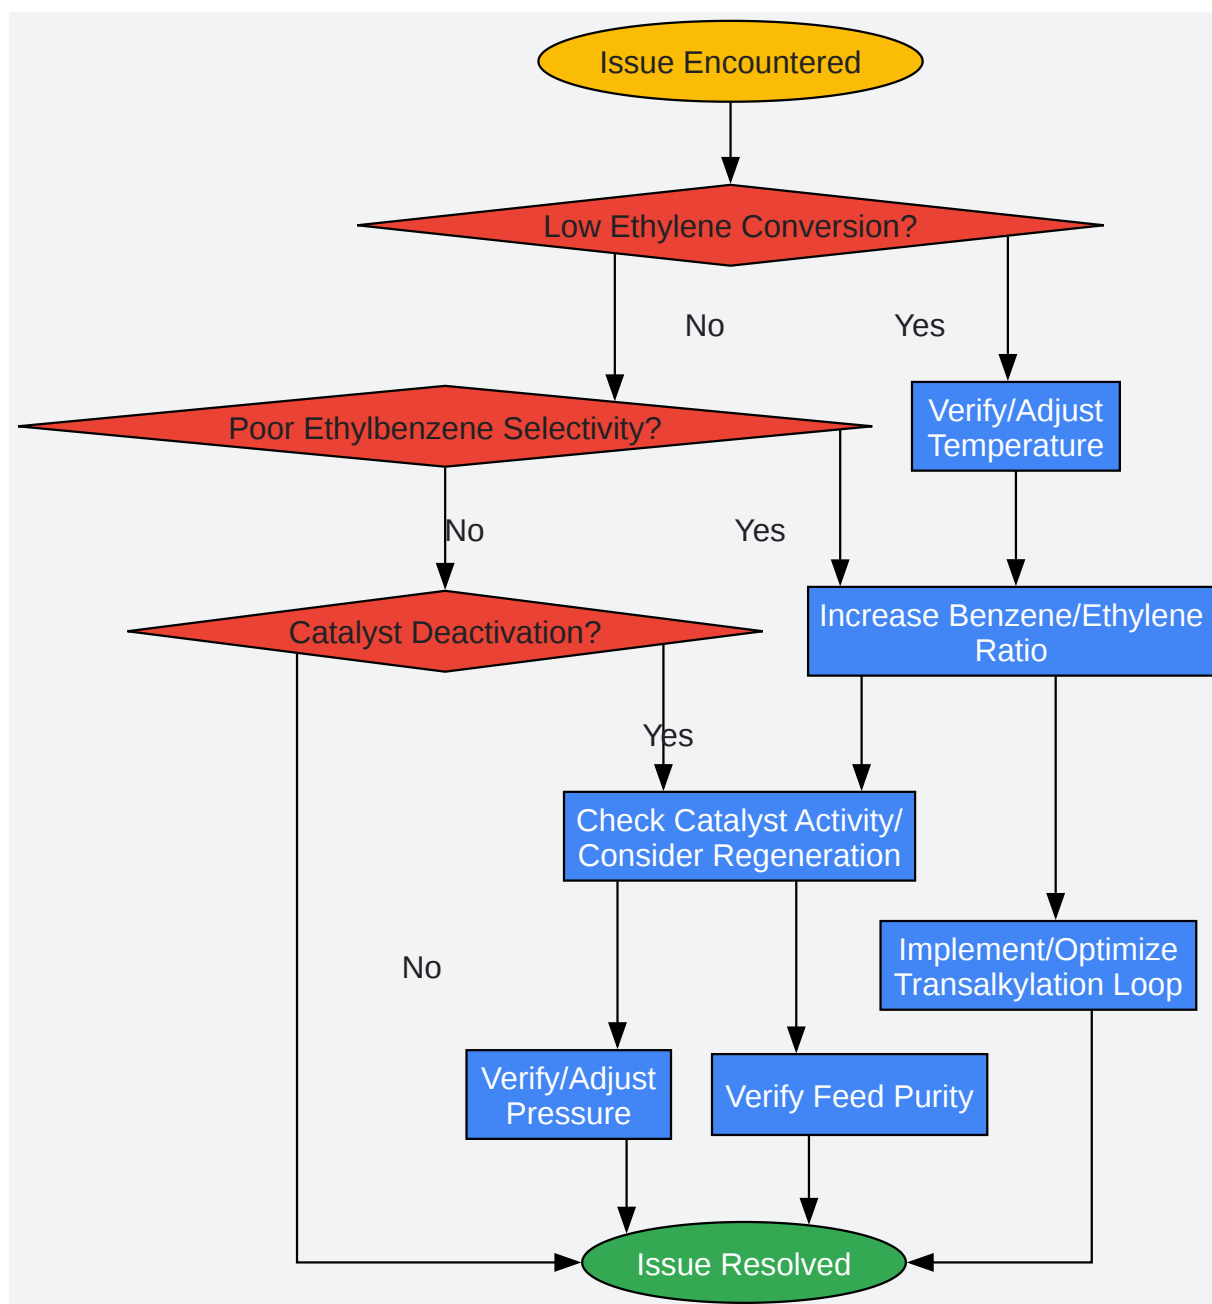 Issue Encountered
Low Ethylene Conversion?
No
Yes
Verify/Adjust
Temperature
Poor Ethylbenzene Selectivity?
No
Yes
Increase Benzene/Ethylene
Ratio
Catalyst Deactivation?
Yes
Check Catalyst Activity/
Consider Regeneration
No
Implement/Optimize
Transalkylation Loop
Verify/Adjust
Pressure
Verify Feed Purity
Issue Resolved